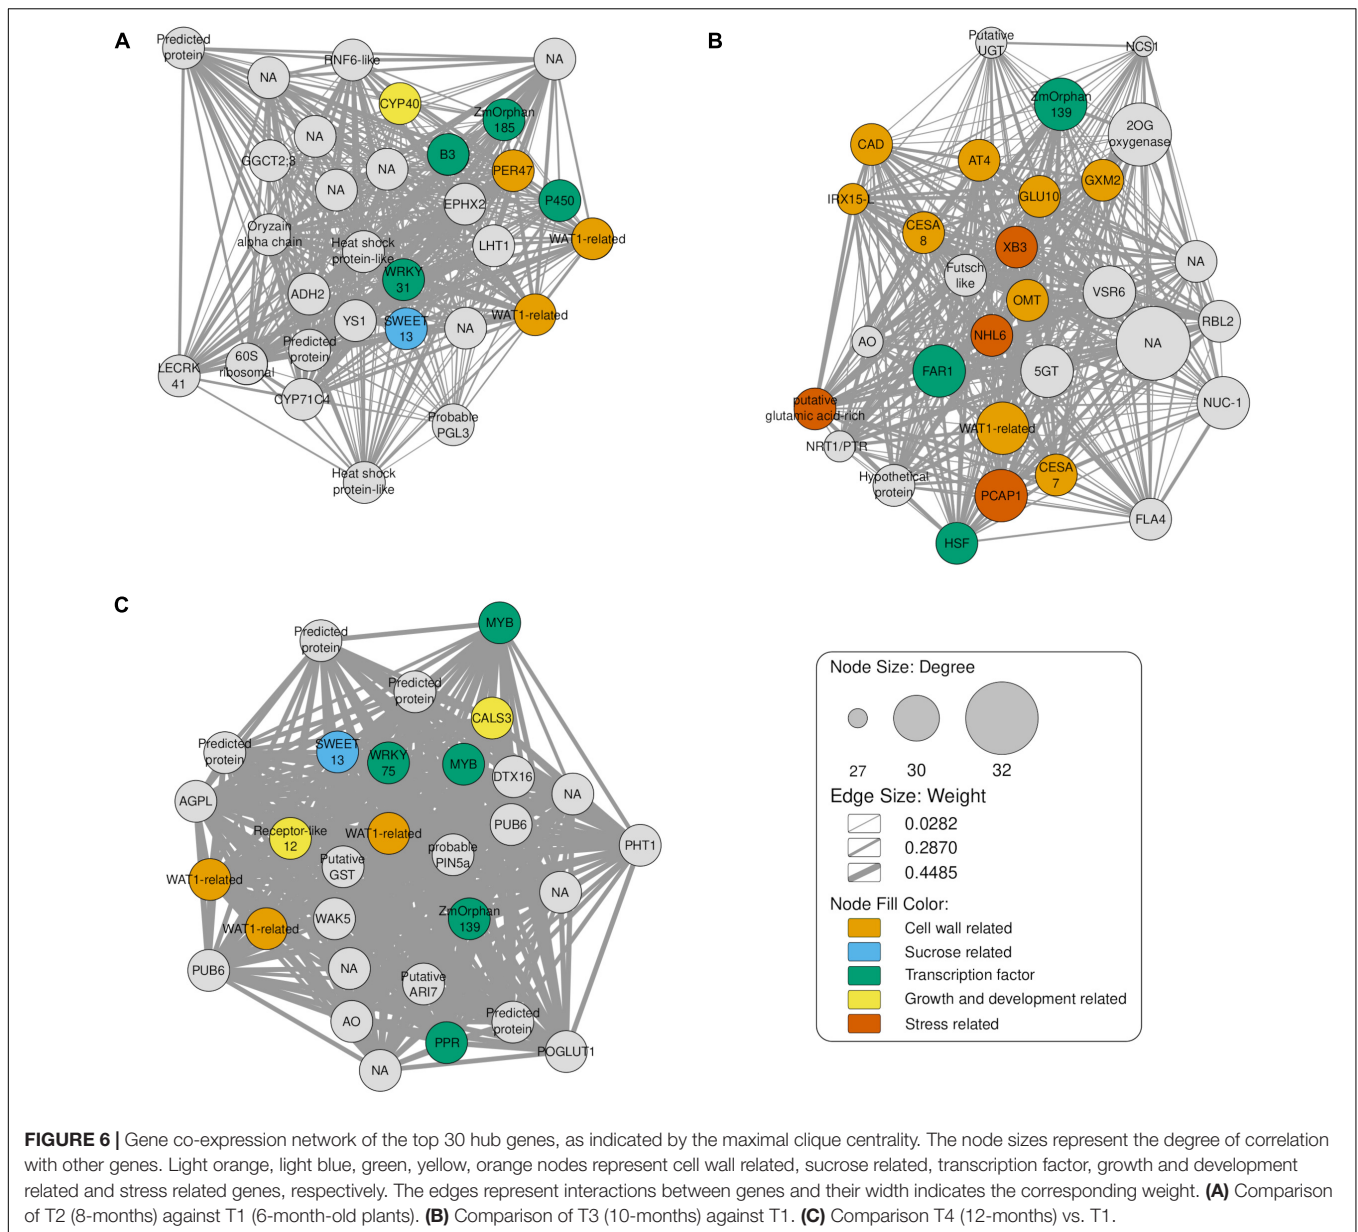 A
Predicted
protein
NA
RNF6-like
NA
CYP40
ZmOrphan
185
NA
B3
GGCT2;3
NA
PER47
NA
EPHX2
P450
Oryzain
alpha chain
Heat shock
protein-like
LHT1
WAT1-related
WRKY
31
ADH2
YS1
SWEET
13
NA
WAT1-related
Predicted
protein
60S
ribosomal
LECRK
41
CYP71C4
Probable
PGL3
Heat shock
protein-like
B
Putative
UGT
NCS1
ZmOrphan
139
2OG
oxygenase
CAD
AT4
GXM2
IRX15-L
GLU10
CESA
8
XB3
NA
Futsch
like
OMT
VSR6
RBL2
NHL6
AO
NA
FAR1
5GT
putative
glutamic acid-rich
NUC-1
WAT1-related
NRT1/PTR
Hypothetical
protein
CESA
7
PCAP1
FLA4
HSF
C
Predicted
protein
MYB
Predicted
protein
CALS3
Predicted
protein
SWEET
13
WRKY
75
MYB
DTX16
AGPL
NA
Receptor-like
12
WAT1-related
PUB6
PHT1
Putative
GST
probable
PIN5a
WAT1-related
NA
WAK5
ZmOrphan
139
WAT1-related
PUB6
NA
Putative
ARI7
AO
Predicted
protein
PPR
POGLUT1
NA
Node Size: Degree
27 30 32
Edge Size: Weight
0.0282
0.2870
0.4485
Node Fill Color:
Cell wall related
Sucrose related
Transcription factor
Growth and development related
Stress related
FIGURE 6 | Gene co-expression network of the top 30 hub genes, as indicated by the maximal clique centrality. The node sizes represent the degree of correlation
with other genes. Light orange, light blue, green, yellow, orange nodes represent cell wall related, sucrose related, transcription factor, growth and development
related and stress related genes, respectively. The edges represent interactions between genes and their width indicates the corresponding weight. (A) Comparison
of T2 (8-months) against T1 (6-month-old plants). (B) Comparison of T3 (10-months) against T1. (C) Comparison T4 (12-months) vs. T1.